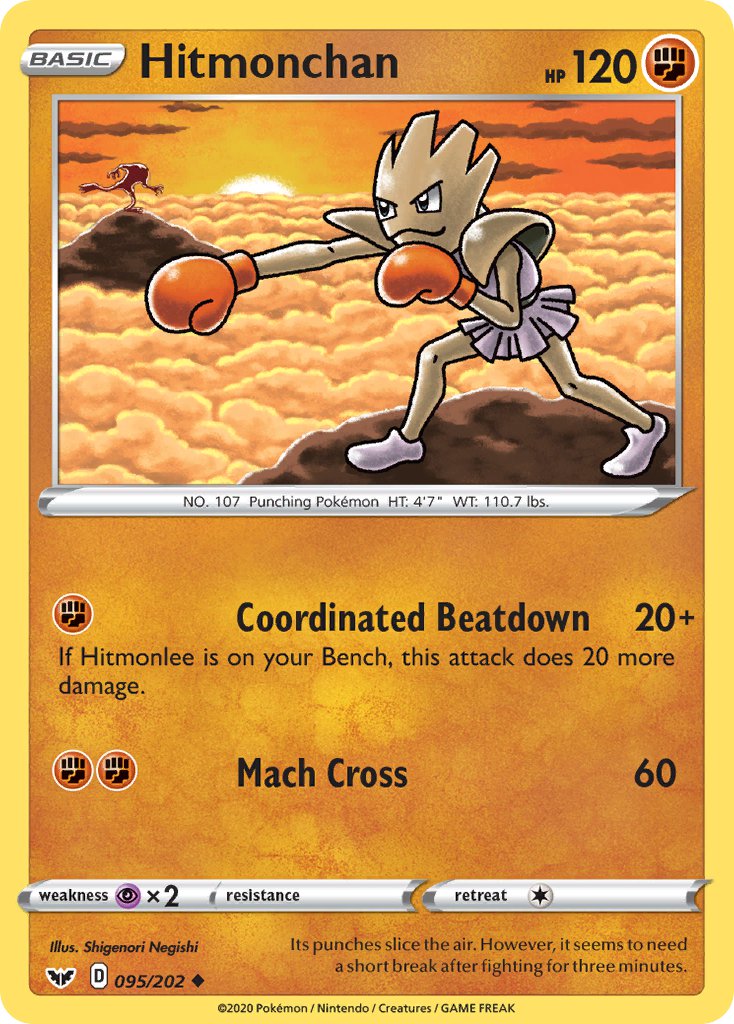 BASIC Hitmonchan HP 120
NO. 107 Punching Pokémon HT: 4'7" WT: 110.7 lbs.
Coordinated Beatdown 20+
If Hitmonlee is on your Bench, this attack does 20 more
damage.
Mach Cross 60
weakness ×2 resistance retreat
Illus. Shigenori Negishi
Its punches slice the air. However, it seems to need
a short break after fighting for three minutes.
D 095/202
©2020 Pokémon / Nintendo / Creatures / GAME FREAK